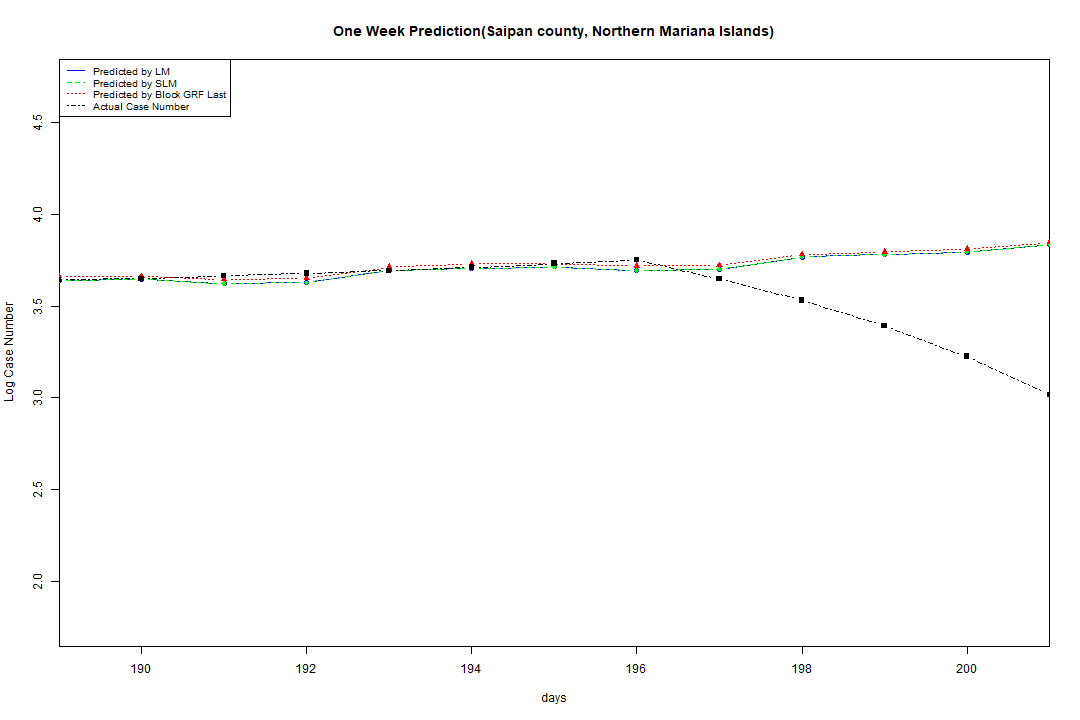 One Week Prediction(Saipan county, Northern Mariana Islands)
Predicted by LM
Predicted by SLM
Predicted by Block GRF Last
Actual Case Number
4.5
4.0
3.5
3.0
2.5
2.0
Log Case Number
190 192 194 196 198 200
days